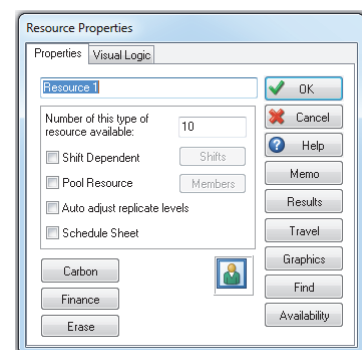 Resource Properties
Properties
Visual Logic
Resource 1
Number of this type of
resource available:
10
Shift Dependent
Shifts
Pool Resource
Members
Auto adjust replicate levels
Schedule Sheet
Carbon
Finance
Erase
OK
Cancel
Help
Memo
Results
Travel
Graphics
Find
Availability